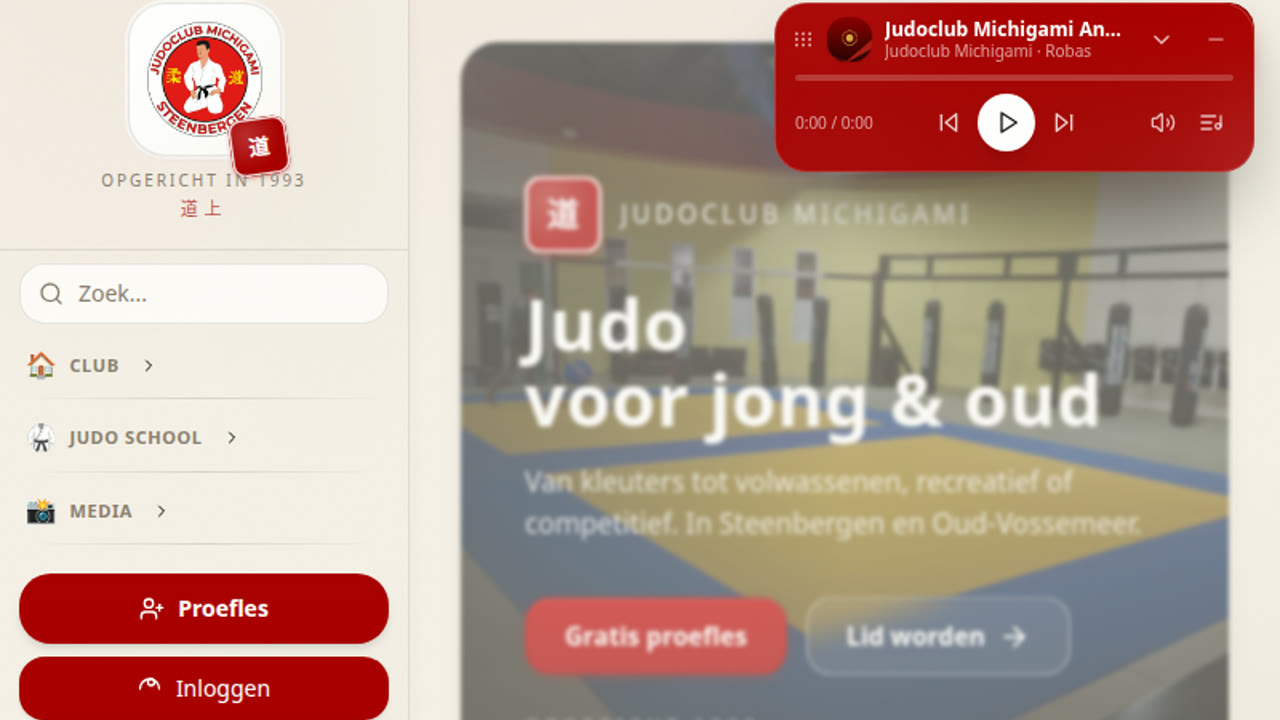 JUDOCLUB MICHIGAMI
柔 道
STEENBERGEN
道
OPGERICHT IN 1993
道上
Zoek...
CLUB
JUDO SCHOOL
MEDIA
Proefles
Inloggen
Judoclub Michigami An...
Judoclub Michigami · Robas
0:00 / 0:00
道 JUDOCLUB MICHIGAMI
Judo
voor jong & oud
Van kleuters tot volwassenen, recreatief of
competitief. In Steenbergen en Oud-Vossemeer.
Gratis proefles
Lid worden →